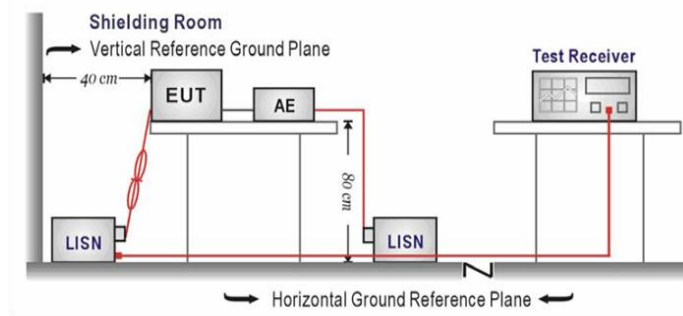 Shielding Room
Vertical Reference Ground Plane
40 cm
EUT
AE
Test Receiver
80 cm
LISN
LISN
N
Horizontal Ground Reference Plane